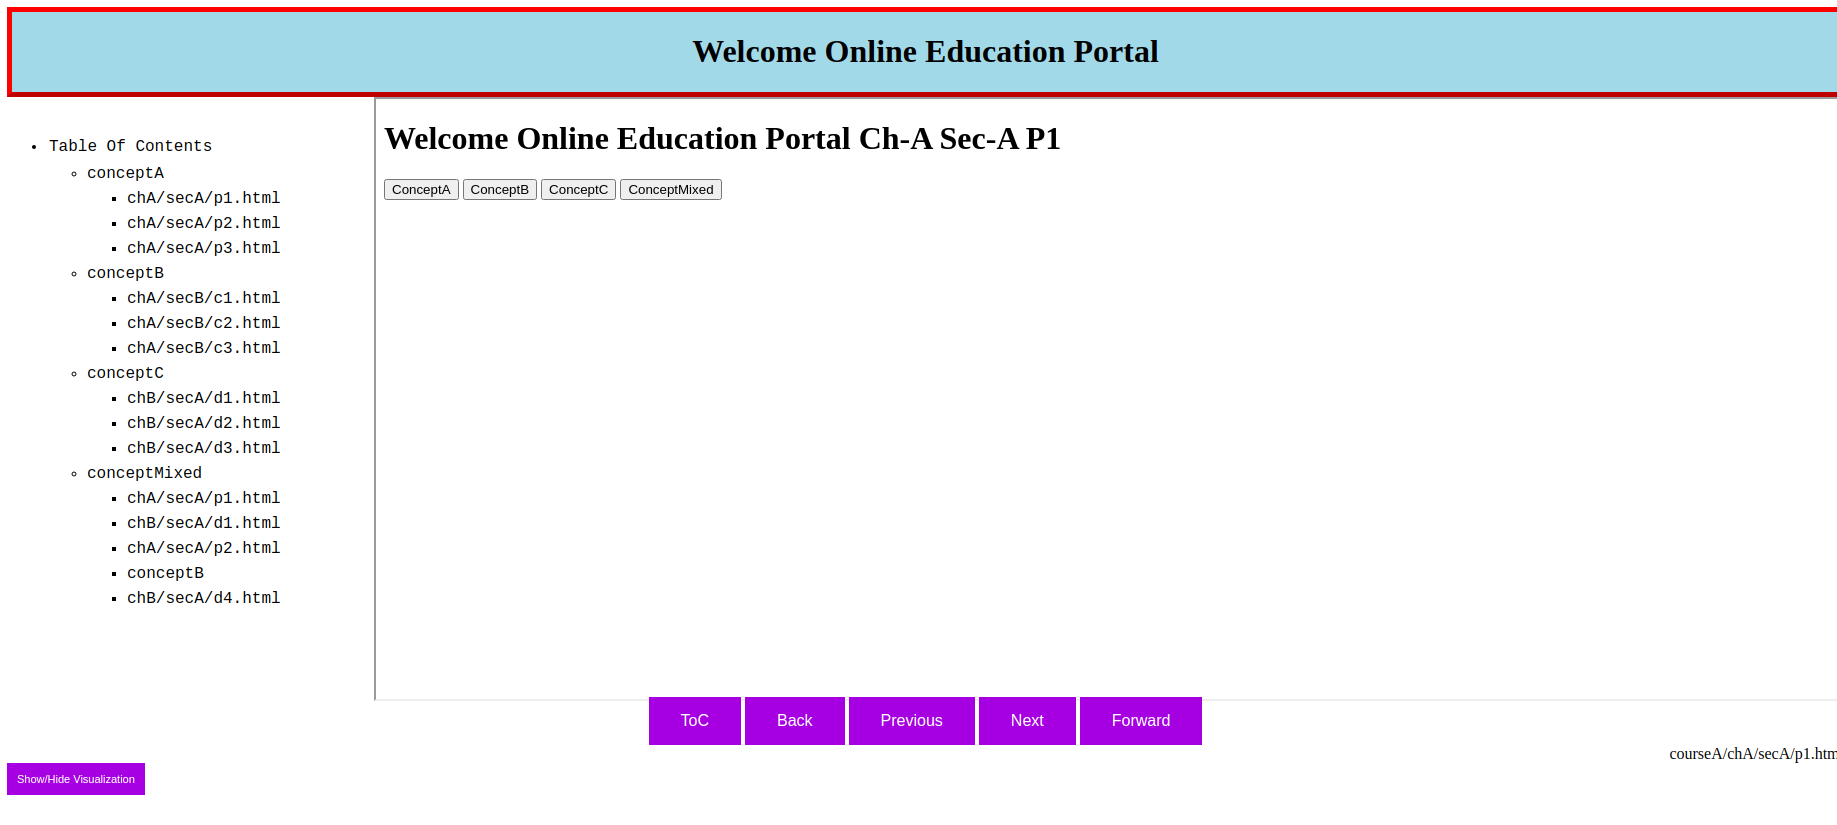 Welcome Online Education Portal
Table Of Contents
conceptA
chA/secA/p1.html
chA/secA/p2.html
chA/secA/p3.html
conceptB
chA/secB/c1.html
chA/secB/c2.html
chA/secB/c3.html
conceptC
chB/secA/d1.html
chB/secA/d2.html
chB/secA/d3.html
conceptMixed
chA/secA/p1.html
chB/secA/d1.html
chA/secA/p2.html
conceptB
chB/secA/d4.html
Welcome Online Education Portal Ch-A Sec-A P1
ConceptA ConceptB ConceptC ConceptMixed
ToC Back Previous Next Forward
courseA/chA/secA/p1.htm
Show/Hide Visualization